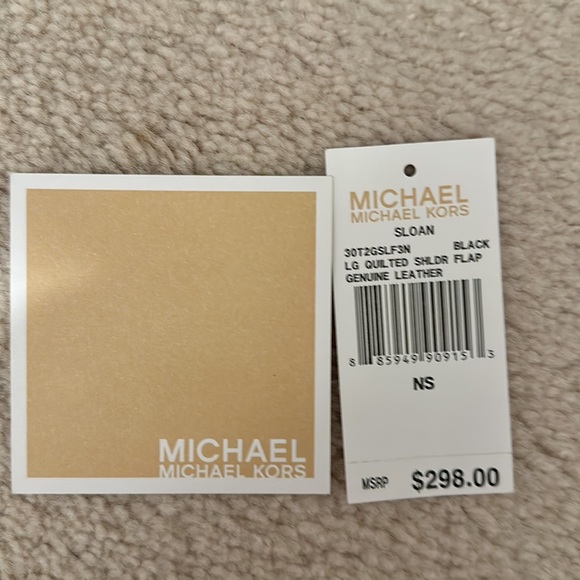 MICHAEL
MICHAEL KORS
MICHAEL
MICHAEL KORS
SLOAN
30T2GSLF3N BLACK
LG QUILTED SHLDR FLAP
GENUINE LEATHER
8 85949 90915 3
NS
MSRP $298.00